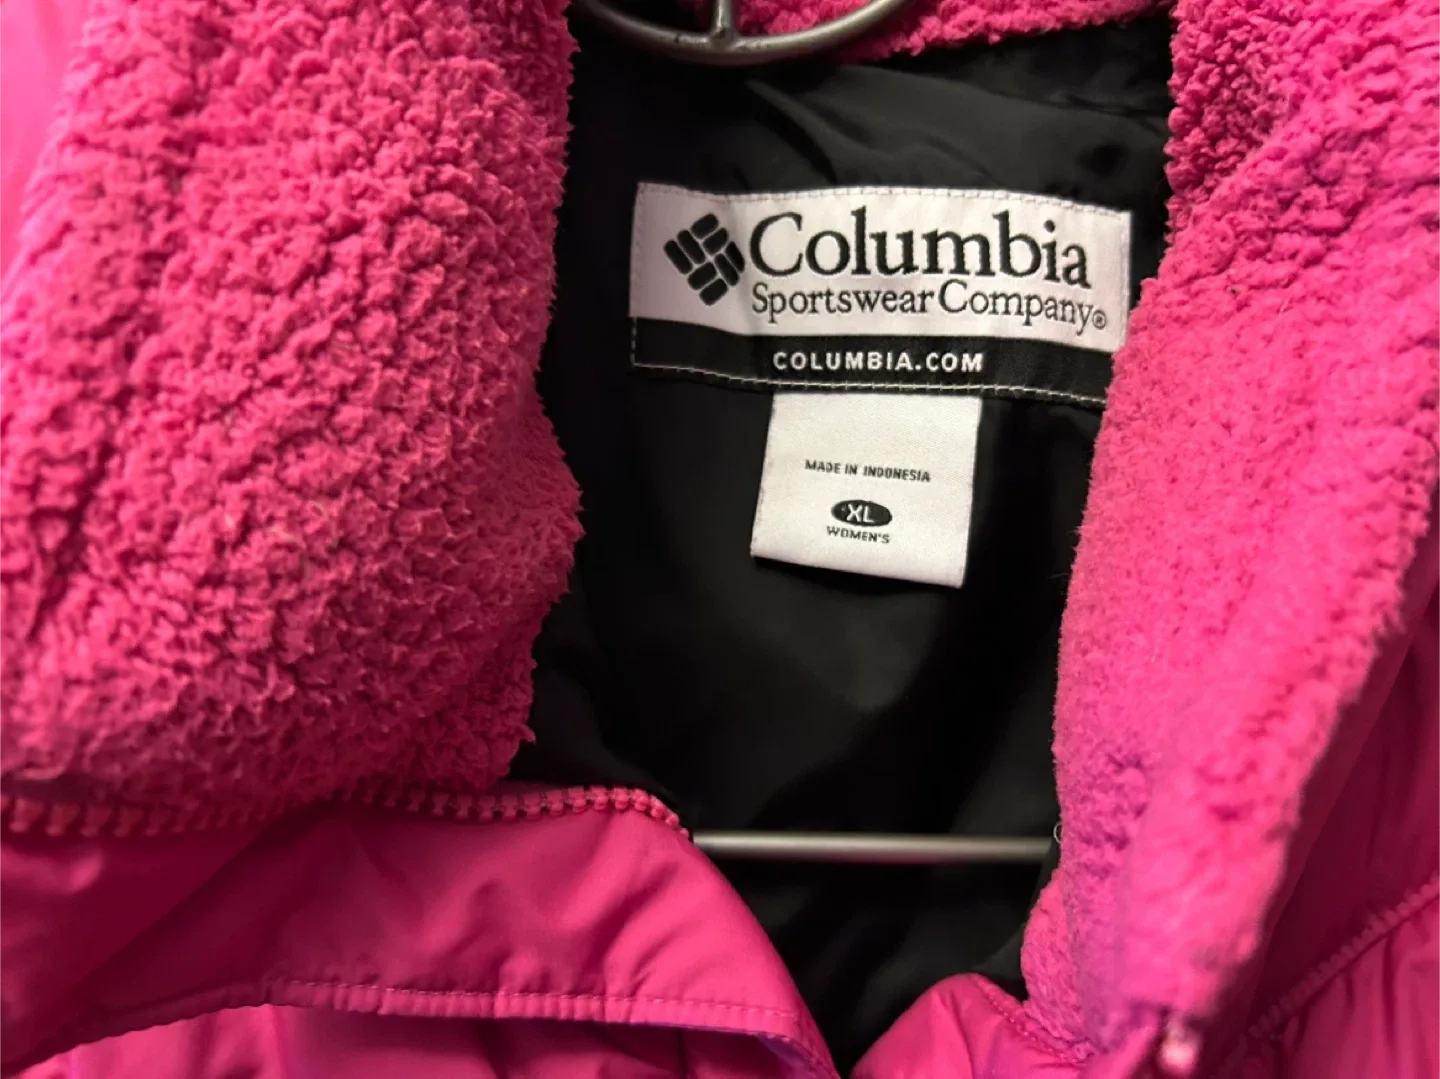 Columbia
Sportswear Company®
COLUMBIA.COM
MADE IN INDONESIA
XL
WOMEN'S